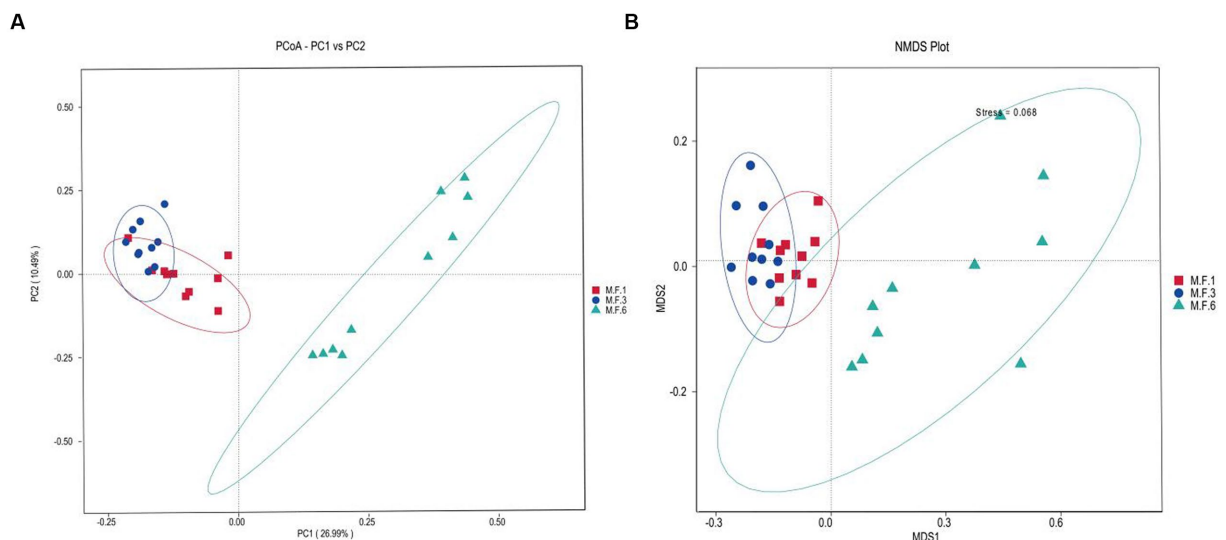 A
B
PCoA - PC1 vs PC2
NMDS Plot
0.50
0.25
0.00
-0.25
-0.50
PC2 ( 10.49% )
-0.25
0.00
0.25
0.50
PC1 ( 26.99% )
M.F.1
M.F.3
M.F.6
Stress = 0.068
0.2
0.0
-0.2
MDS2
-0.3
0.0
0.3
0.6
MDS1
M.F.1
M.F.3
M.F.6